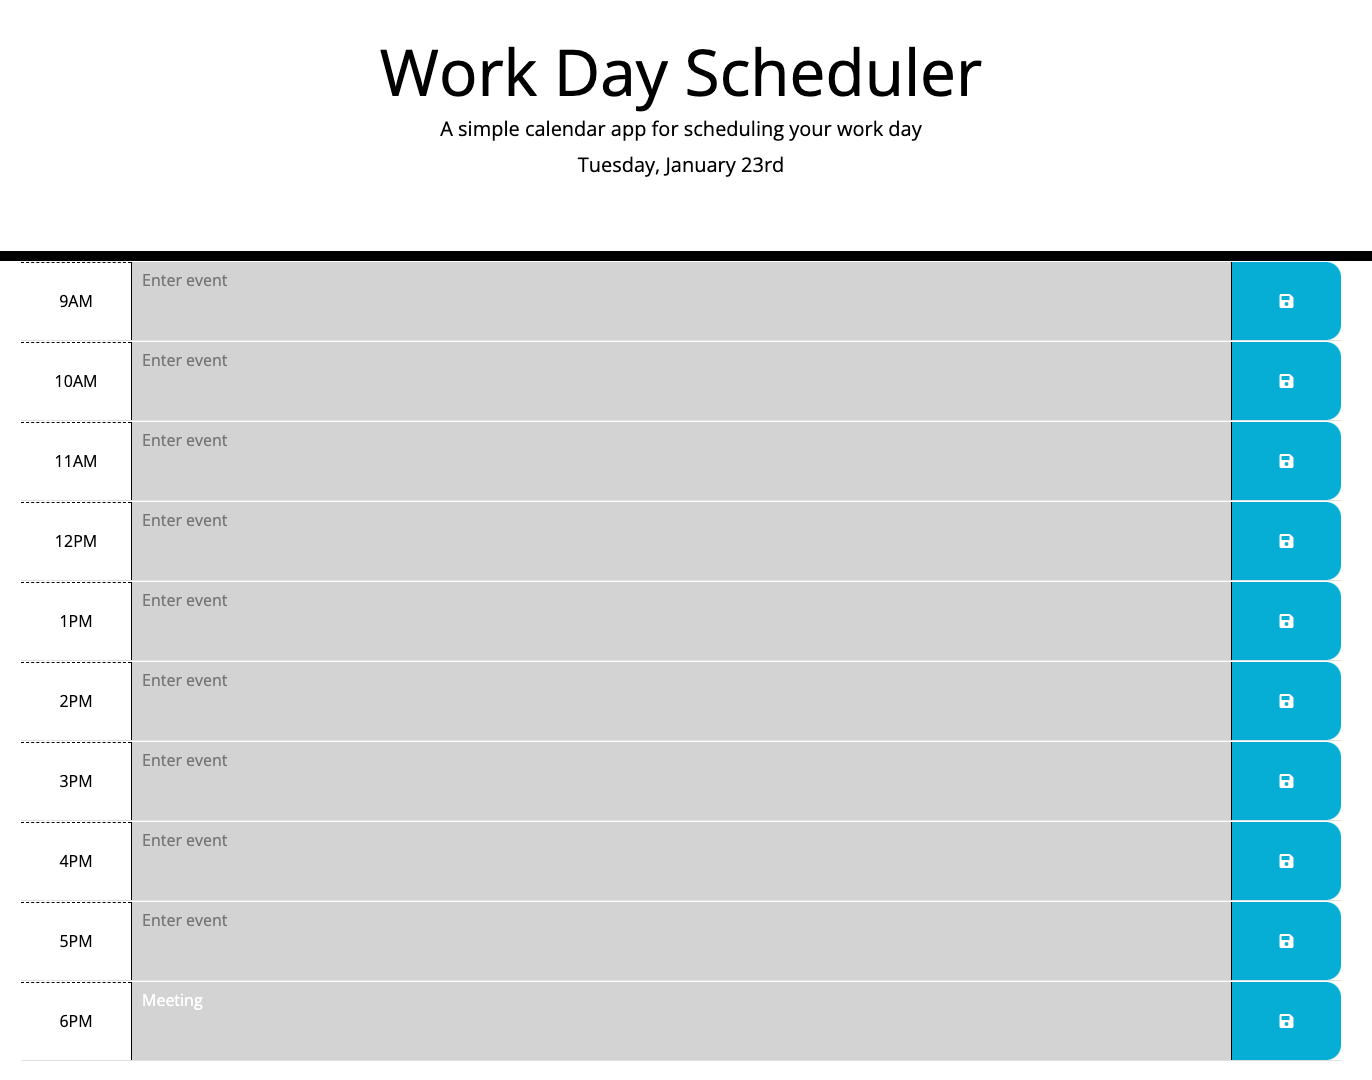 Work Day Scheduler
A simple calendar app for scheduling your work day
Tuesday, January 23rd
9AM
Enter event
10AM
Enter event
11AM
Enter event
12PM
Enter event
1PM
Enter event
2PM
Enter event
3PM
Enter event
4PM
Enter event
5PM
Enter event
6PM
Meeting